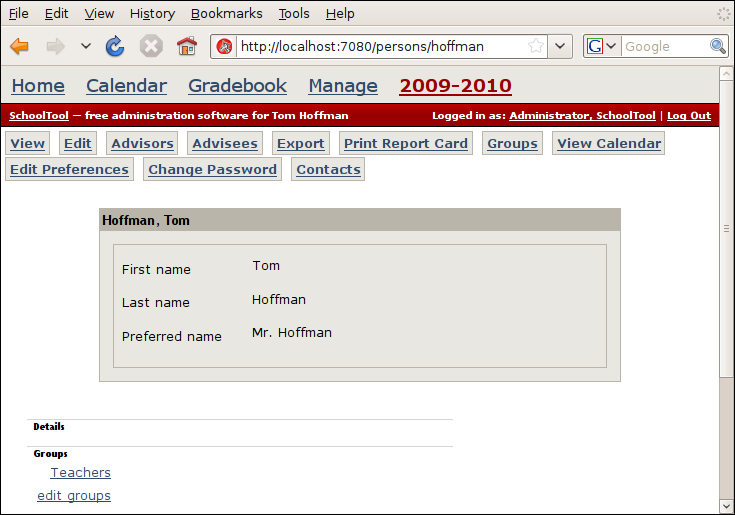 File Edit View History Bookmarks Tools Help
http://localhost:7080/persons/hoffman G Google
Home Calendar Gradebook Manage 2009-2010
SchoolTool — free administration software for Tom Hoffman Logged in as: Administrator, SchoolTool | Log Out
View Edit Advisors Advisees Export Print Report Card Groups View Calendar
Edit Preferences Change Password Contacts
Hoffman, Tom
First name Tom
Last name Hoffman
Preferred name Mr. Hoffman
Details
Groups
Teachers
edit groups